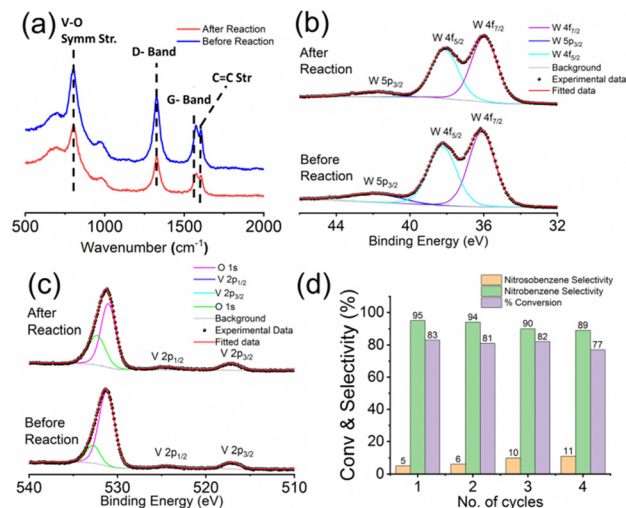 (a)
V-O
Symm Str.
D- Band
G- Band
C=C Str
After Reaction
Before Reaction
500 1000 1500 2000
Wavenumber (cm-1)
(b)
W 4f7/2
W 5p3/2
W 4f5/2
Background
Experimental data
Fitted data
After
Reaction
W 4f7/2
W 4f5/2
W 5p3/2
Before
Reaction
W 4f7/2
W 4f5/2
W 5p3/2
44 40 36 32
Binding Energy (eV)
(c)
O 1s
V 2p1/2
V 2p3/2
O 1s
Background
Experimental Data
Fitted data
After
Reaction
V 2p1/2
V 2p3/2
Before
Reaction
V 2p1/2
V 2p3/2
540 530 520 510
Binding Energy (eV)
(d)
Nitrosobenzene Selectivity
Nitrobenzene Selectivity
% Conversion
Conv & Selectivity (%)
100
80
60
40
20
0
95 94 90 89
83 81 82 77
5 6 10 11
1 2 3 4
No. of cycles